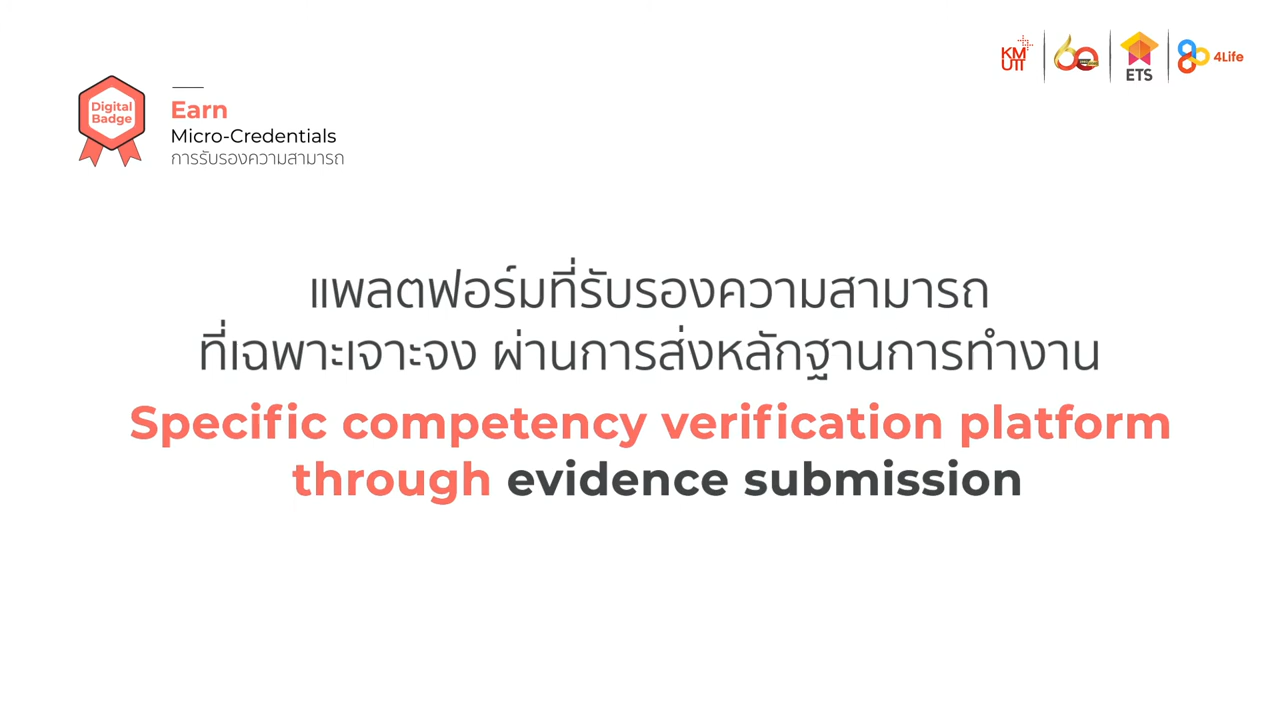 KM
UTT
ETS
4Life
Digital
Badge
Earn
Micro-Credentials
การรับรองความสามารถ
แพลตฟอร์มที่รับรองความสามารถ
ที่เฉพาะเจาะจง ผ่านการส่งหลักฐานการทำงาน
Specific competency verification platform
through evidence submission